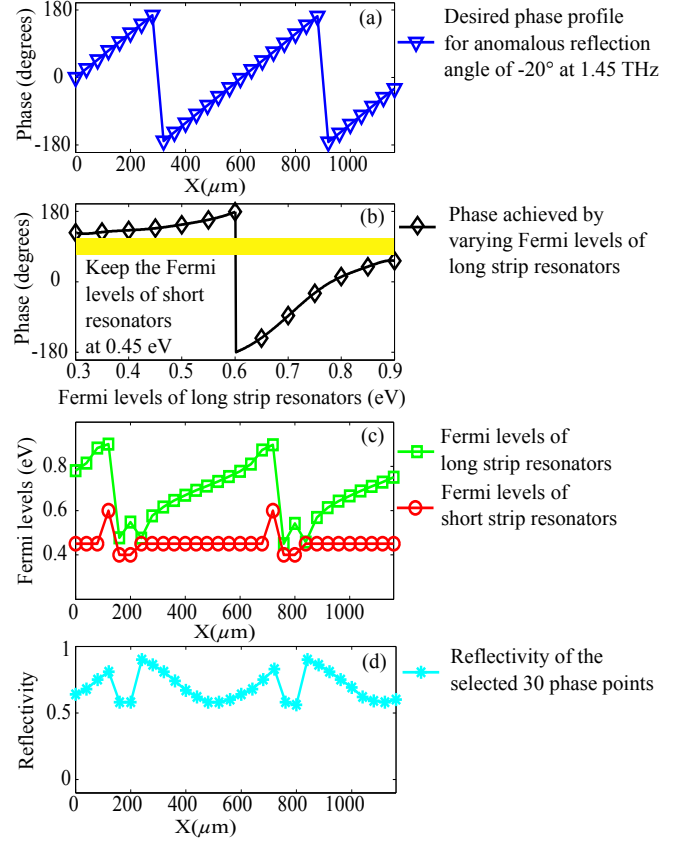 180
(a)
Phase (degrees)
0
-180
0 200 400 600 800 1000
X(μm)
Desired phase profile
for anomalous reflection
angle of -20° at 1.45 THz
180
(b)
Phase (degrees)
0
Keep the Fermi
levels of short
resonators
at 0.45 eV
-180
0.3 0.4 0.5 0.6 0.7 0.8 0.9
Fermi levels of long strip resonators (eV)
Phase achieved by
varying Fermi levels of
long strip resonators
(c)
Fermi levels (eV)
0.8
0.6
0.4
0 200 400 600 800 1000
X(μm)
Fermi levels of
long strip resonators
Fermi levels of
short strip resonators
1
(d)
Reflectivity
0.5
0
0 200 400 600 800 1000
X(μm)
Reflectivity of the
selected 30 phase points